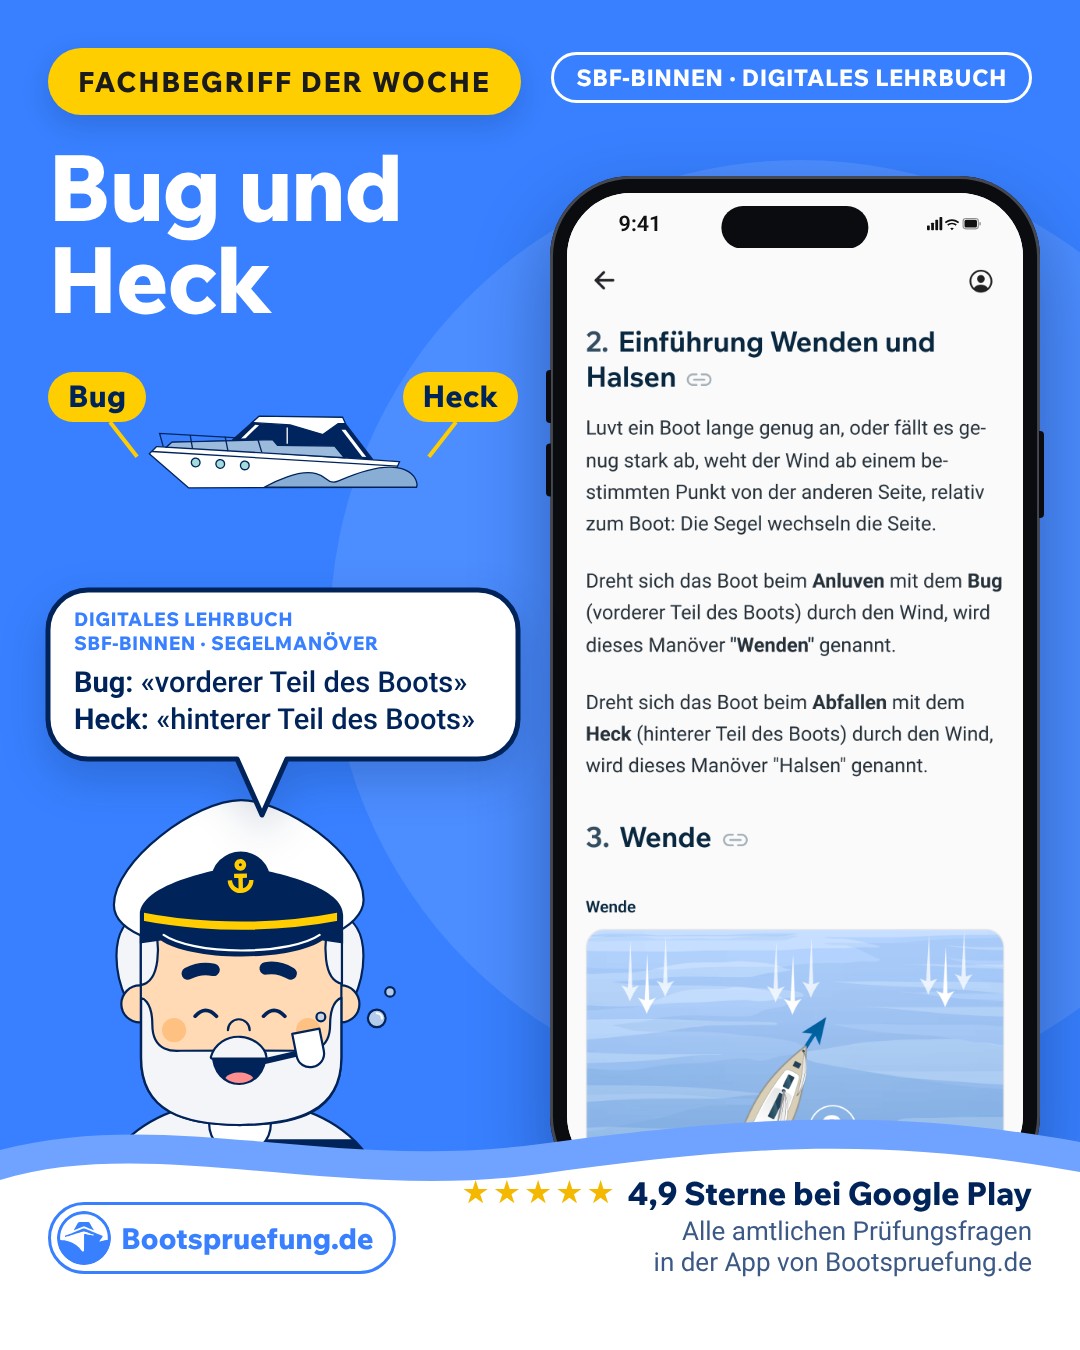 FACHBEGRIFF DER WOCHE
SBF-BINNEN · DIGITALES LEHRBUCH
Bug und
Heck
Bug
Heck
DIGITALES LEHRBUCH
SBF-BINNEN · SEGELMANÖVER
Bug: «vorderer Teil des Boots»
Heck: «hinterer Teil des Boots»
9:41
2. Einführung Wenden und
Halsen
Luvt ein Boot lange genug an, oder fällt es ge-
nug stark ab, weht der Wind ab einem be-
stimmten Punkt von der anderen Seite, relativ
zum Boot: Die Segel wechseln die Seite.
Dreht sich das Boot beim Anluven mit dem Bug
(vorderer Teil des Boots) durch den Wind, wird
dieses Manöver "Wenden" genannt.
Dreht sich das Boot beim Abfallen mit dem
Heck (hinterer Teil des Boots) durch den Wind,
wird dieses Manöver "Halsen" genannt.
3. Wende
Wende
Bootspruefung.de
★★★★★ 4,9 Sterne bei Google Play
Alle amtlichen Prüfungsfragen
in der App von Bootspruefung.de